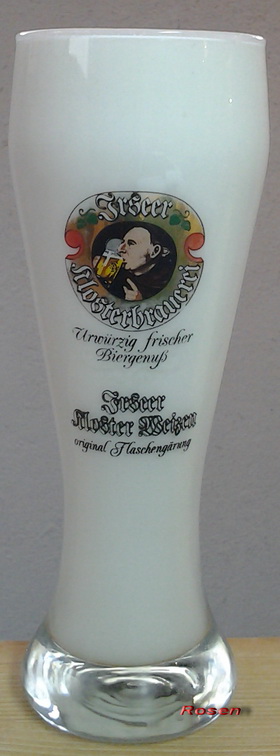 Irseer
Klosterbrauerei
Urwürzig frischer
Biergenuß
Irseer
Kloster Weizen
original Flaschengärung
Rosen